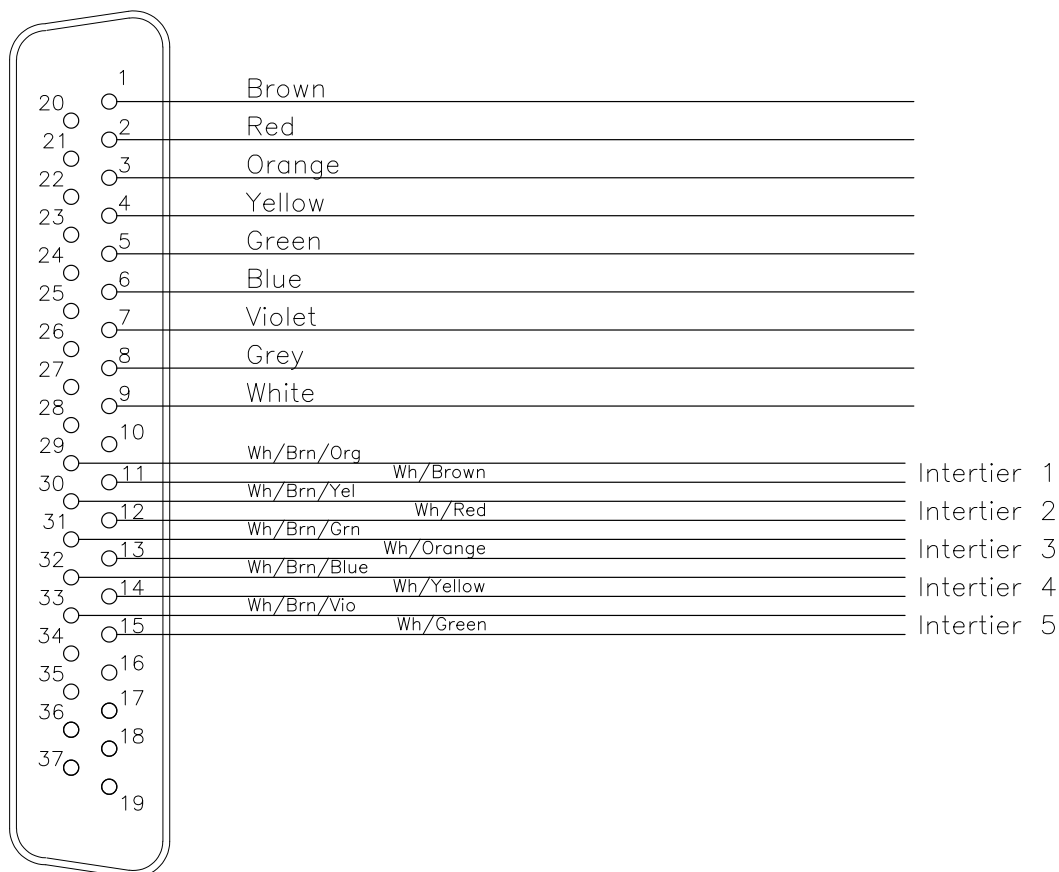 1
20 Brown
2 Red
21
3 Orange
22
4 Yellow
23
5 Green
24
6 Blue
25
7 Violet
26
8 Grey
27
9 White
28
10
29 Wh/Brn/Org
11 Wh/Brown Intertier 1
30 Wh/Brn/Yel
12 Wh/Red Intertier 2
31 Wh/Brn/Grn
13 Wh/Orange Intertier 3
32 Wh/Brn/Blue
14 Wh/Yellow Intertier 4
33 Wh/Brn/Vio
15 Wh/Green Intertier 5
34
16
35
17
36
18
37
19